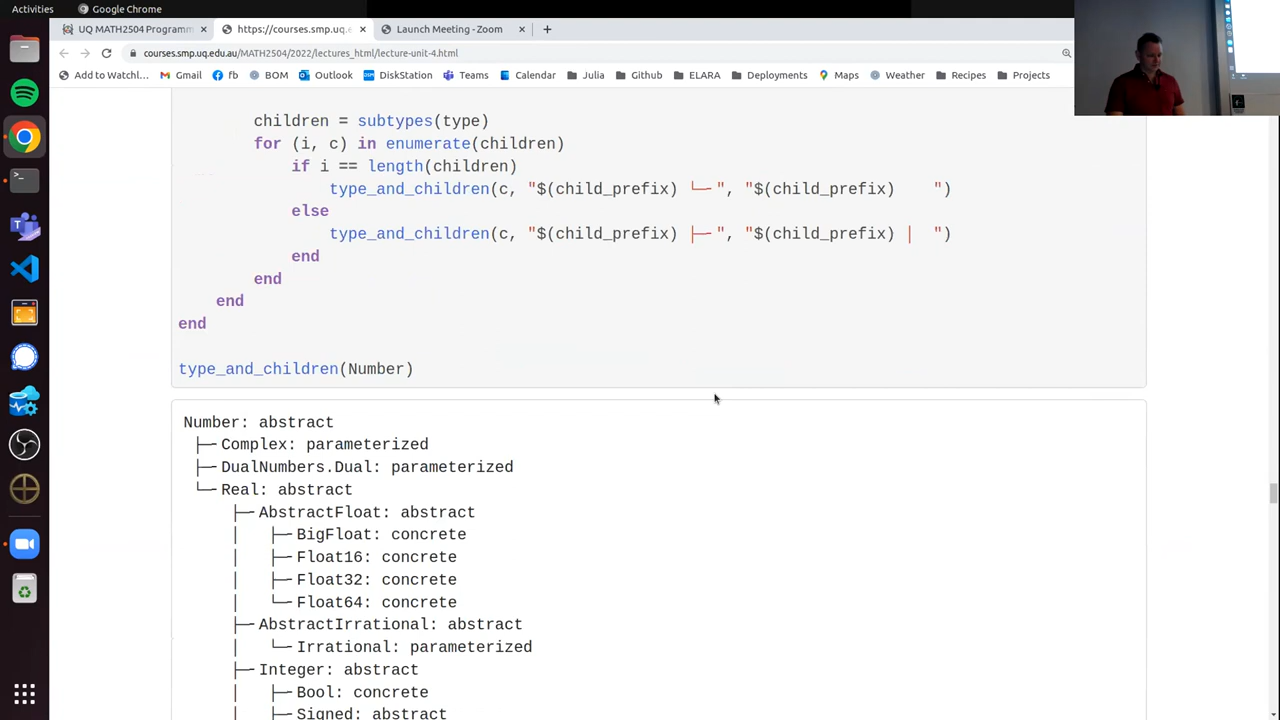 Activities
Google Chrome
UQ MATH2504 Programm
https://courses.smp.uq.e
Launch Meeting - Zoom
courses.smp.uq.edu.au/MATH2504/2022/lectures_html/lecture-unit-4.html
Add to Watchl...
Gmail
fb
BOM
Outlook
DiskStation
Teams
Calendar
Julia
Github
ELARA
Deployments
Maps
Weather
Recipes
Projects
children = subtypes(type)
for (i, c) in enumerate(children)
if i == length(children)
type_and_children(c, "$(child_prefix) └─", "$(child_prefix)    ")
else
type_and_children(c, "$(child_prefix) ├─", "$(child_prefix) │  ")
end
end
end
end
type_and_children(Number)
Number: abstract
├─Complex: parameterized
├─DualNumbers.Dual: parameterized
└─Real: abstract
├─AbstractFloat: abstract
│ ├─BigFloat: concrete
│ ├─Float16: concrete
│ ├─Float32: concrete
│ └─Float64: concrete
├─AbstractIrrational: abstract
│ └─Irrational: parameterized
├─Integer: abstract
│ ├─Bool: concrete
│ ├─Signed: abstract